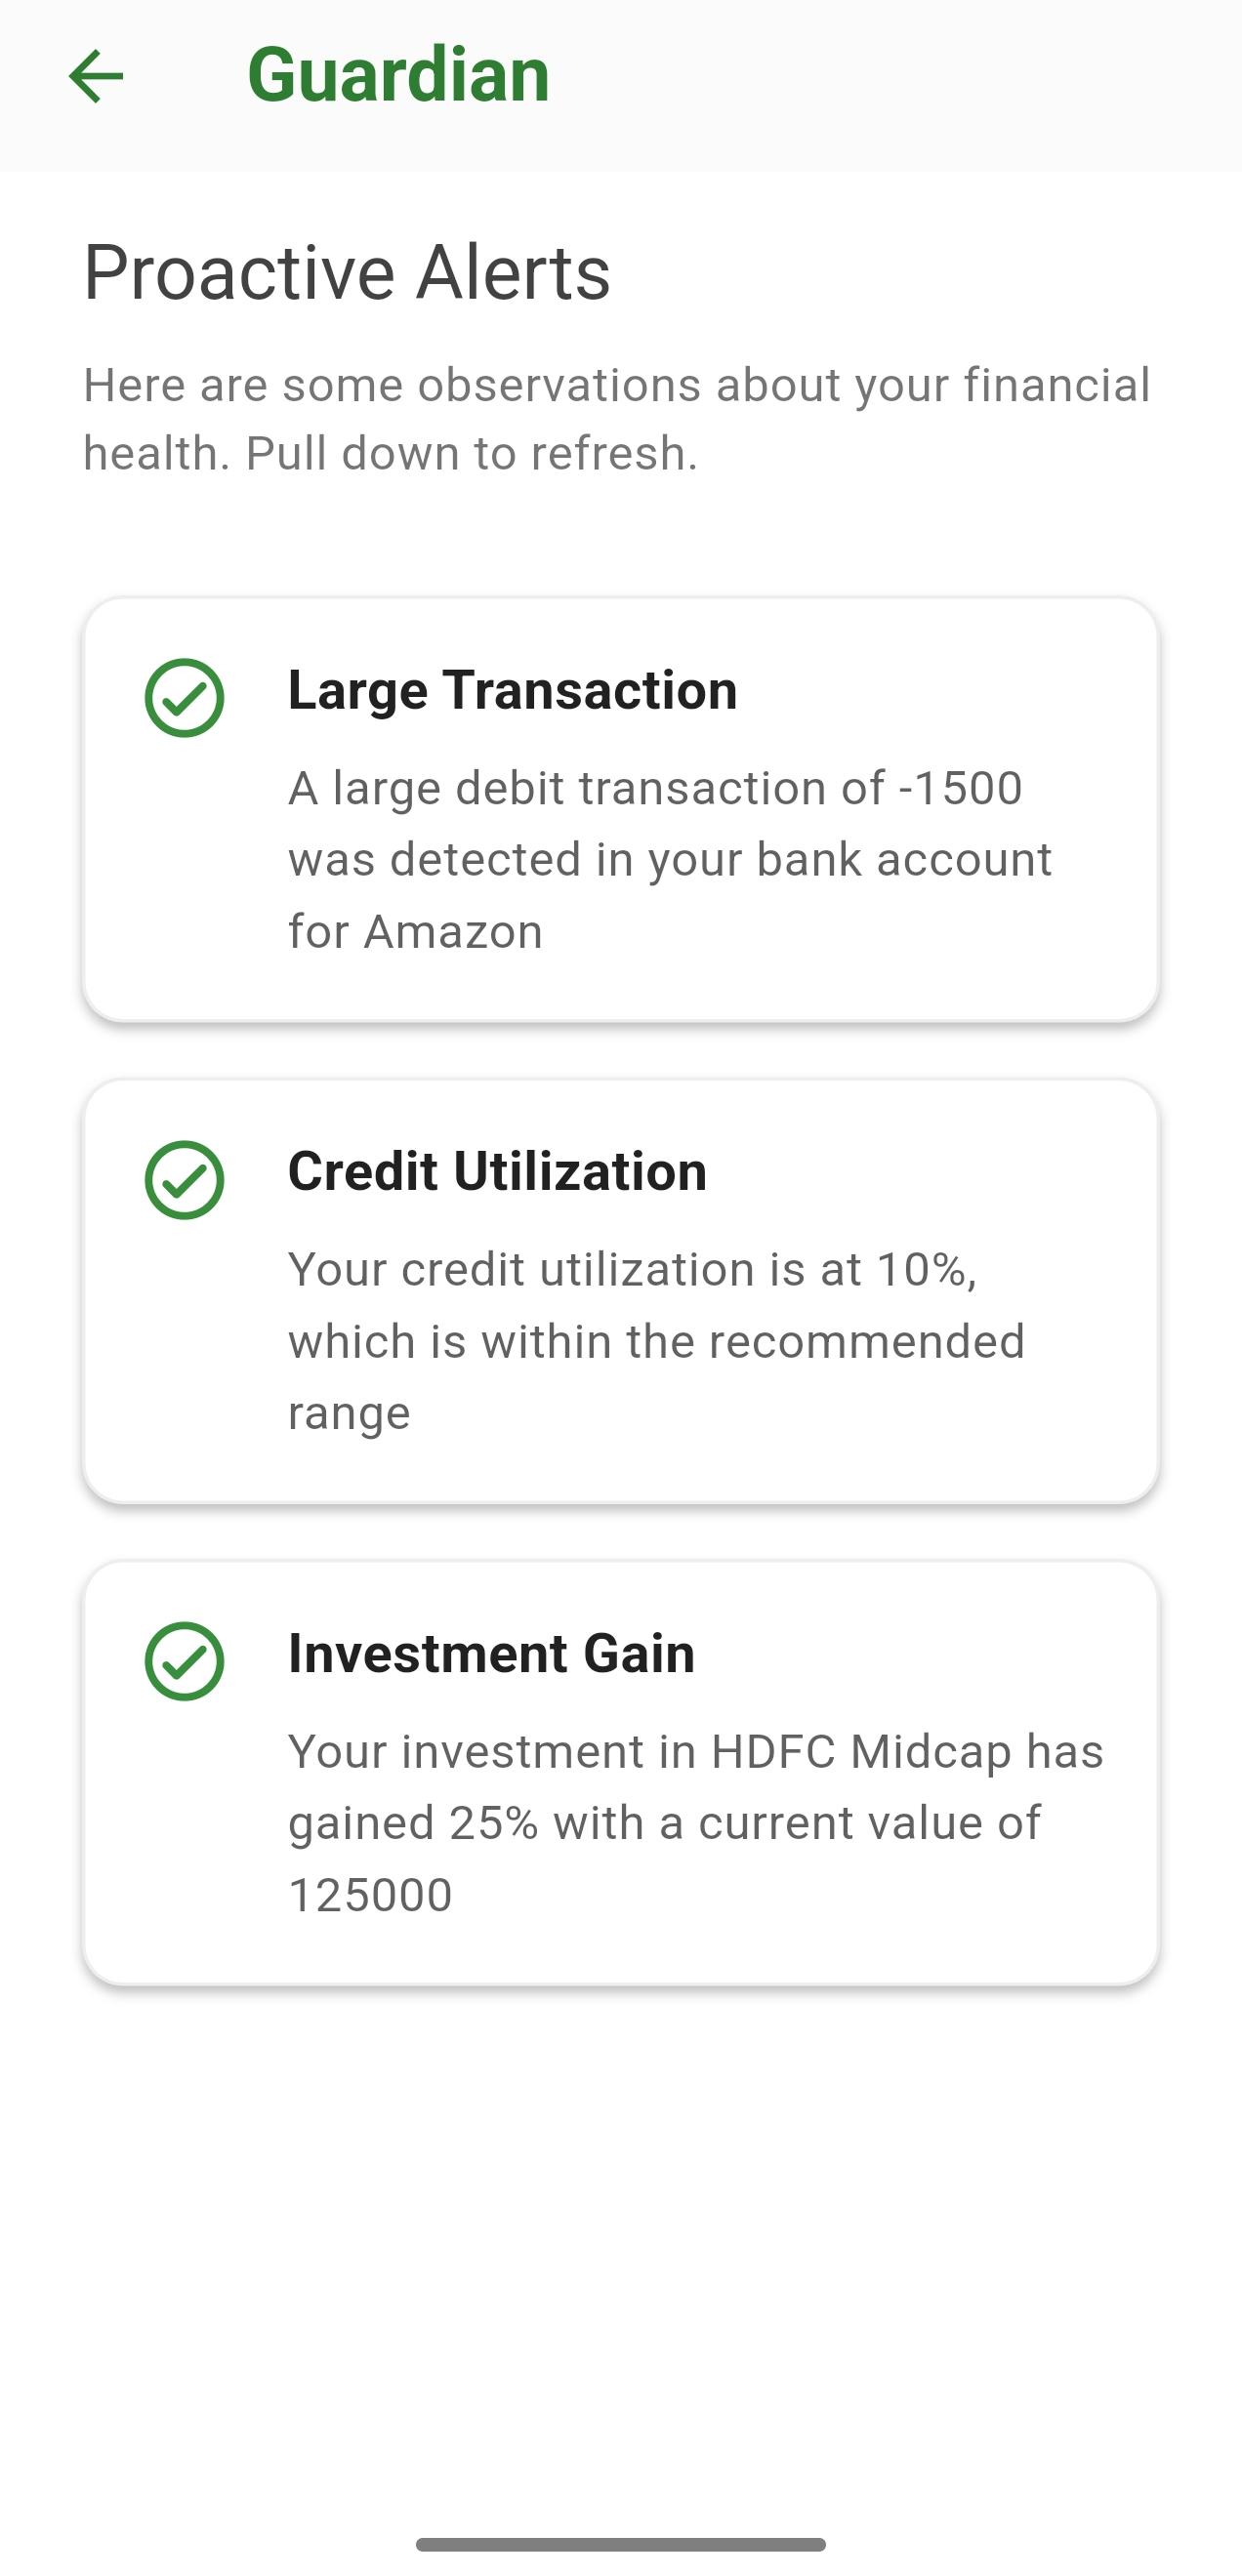 Guardian
Proactive Alerts
Here are some observations about your financial
health. Pull down to refresh.
Large Transaction
A large debit transaction of -1500
was detected in your bank account
for Amazon
Credit Utilization
Your credit utilization is at 10%,
which is within the recommended
range
Investment Gain
Your investment in HDFC Midcap has
gained 25% with a current value of
125000